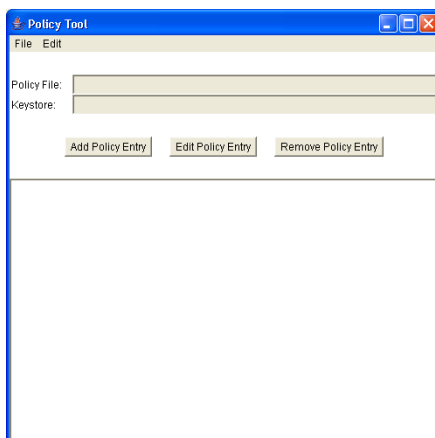 Policy Tool
File Edit
Policy File:
Keystore:
Add Policy Entry Edit Policy Entry Remove Policy Entry